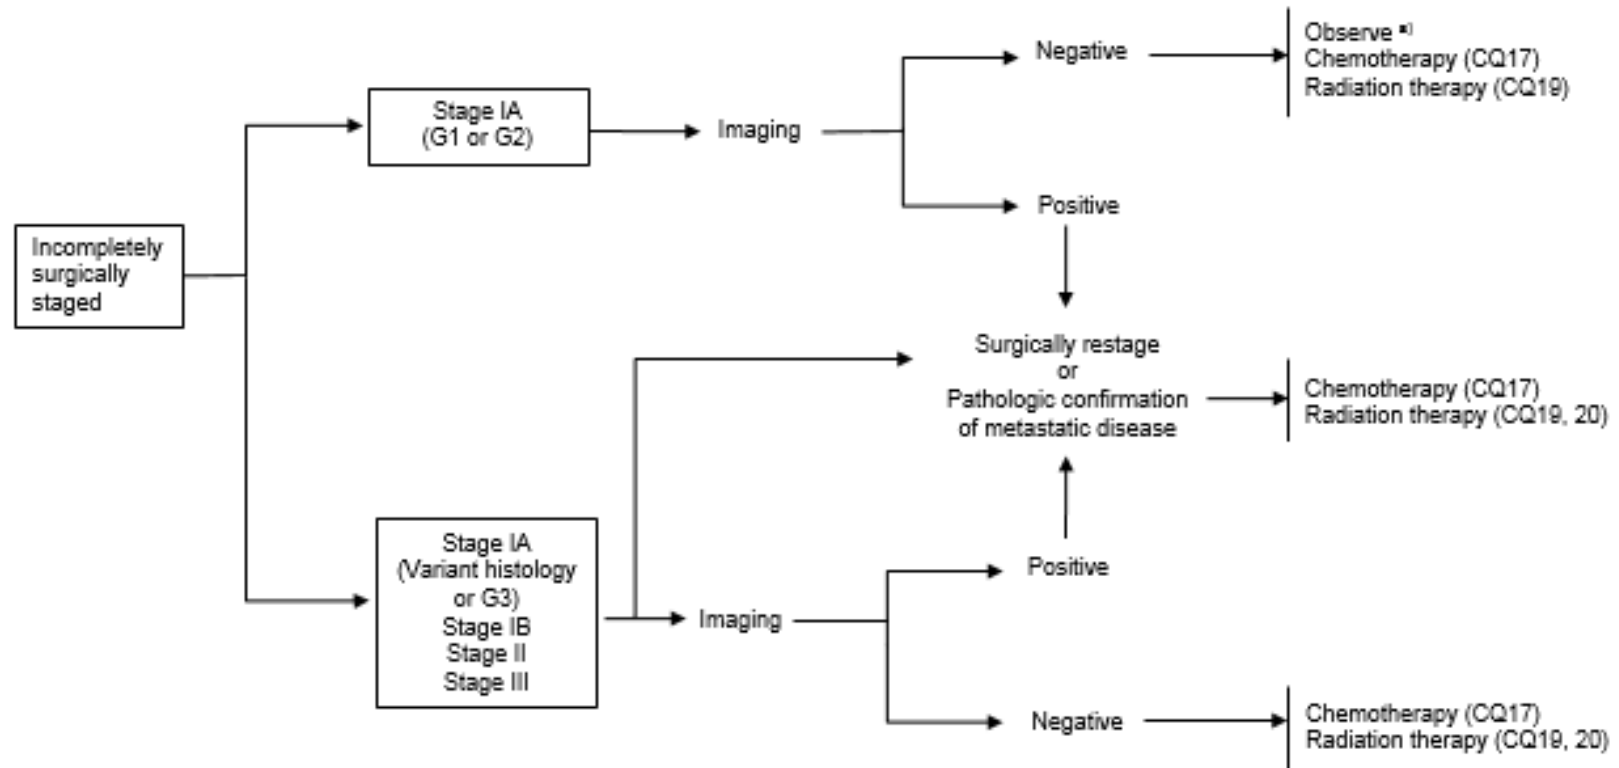 Incompletely
surgically
staged
Stage IA
(G1 or G2)
Imaging
Negative
Observe
Chemotherapy (CQ17)
Radiation therapy (CQ19)
Positive
Surgically restage
or
Pathologic confirmation
of metastatic disease
Chemotherapy (CQ17)
Radiation therapy (CQ19, 20)
Stage IA
(Variant histology
or G3)
Stage IB
Stage II
Stage III
Imaging
Positive
Negative
Chemotherapy (CQ17)
Radiation therapy (CQ19, 20)